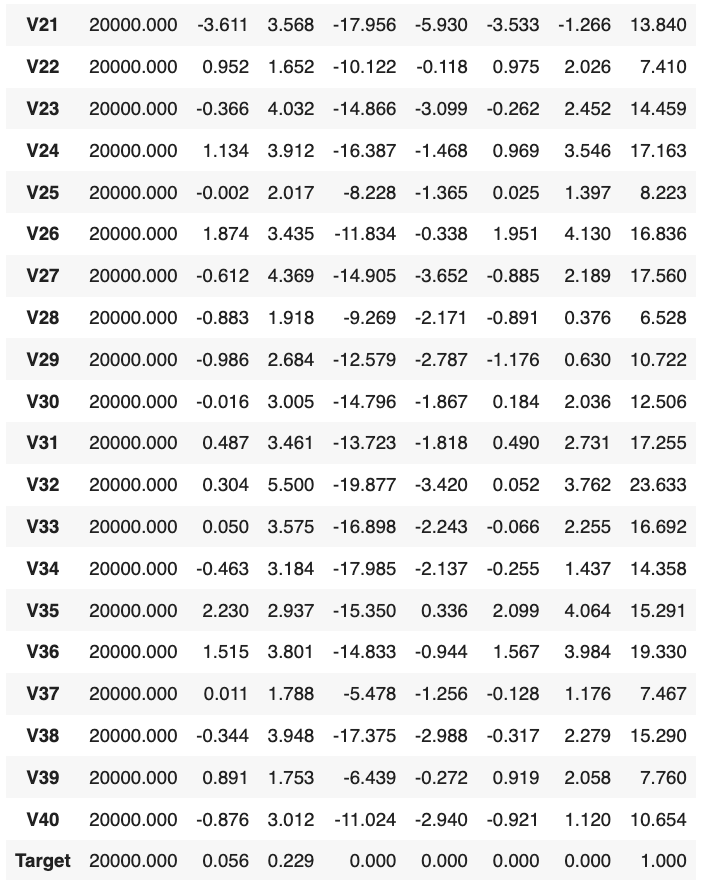 V21 20000.000 -3.611 3.568 -17.956 -5.930 -3.533 -1.266 13.840
V22 20000.000 0.952 1.652 -10.122 -0.118 0.975 2.026 7.410
V23 20000.000 -0.366 4.032 -14.866 -3.099 -0.262 2.452 14.459
V24 20000.000 1.134 3.912 -16.387 -1.468 0.969 3.546 17.163
V25 20000.000 -0.002 2.017 -8.228 -1.365 0.025 1.397 8.223
V26 20000.000 1.874 3.435 -11.834 -0.338 1.951 4.130 16.836
V27 20000.000 -0.612 4.369 -14.905 -3.652 -0.885 2.189 17.560
V28 20000.000 -0.883 1.918 -9.269 -2.171 -0.891 0.376 6.528
V29 20000.000 -0.986 2.684 -12.579 -2.787 -1.176 0.630 10.722
V30 20000.000 -0.016 3.005 -14.796 -1.867 0.184 2.036 12.506
V31 20000.000 0.487 3.461 -13.723 -1.818 0.490 2.731 17.255
V32 20000.000 0.304 5.500 -19.877 -3.420 0.052 3.762 23.633
V33 20000.000 0.050 3.575 -16.898 -2.243 -0.066 2.255 16.692
V34 20000.000 -0.463 3.184 -17.985 -2.137 -0.255 1.437 14.358
V35 20000.000 2.230 2.937 -15.350 0.336 2.099 4.064 15.291
V36 20000.000 1.515 3.801 -14.833 -0.944 1.567 3.984 19.330
V37 20000.000 0.011 1.788 -5.478 -1.256 -0.128 1.176 7.467
V38 20000.000 -0.344 3.948 -17.375 -2.988 -0.317 2.279 15.290
V39 20000.000 0.891 1.753 -6.439 -0.272 0.919 2.058 7.760
V40 20000.000 -0.876 3.012 -11.024 -2.940 -0.921 1.120 10.654
Target 20000.000 0.056 0.229 0.000 0.000 0.000 0.000 1.000